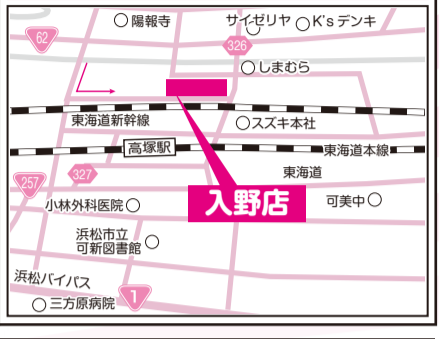 陽報寺
サイゼリヤ
K'sデンキ
62
326
しまむら
東海道新幹線
スズキ本社
高塚駅
東海道本線
東海道
327
257
小林外科医院
入野店
可美中
浜松市立
可新図書館
浜松バイパス
1
三方原病院